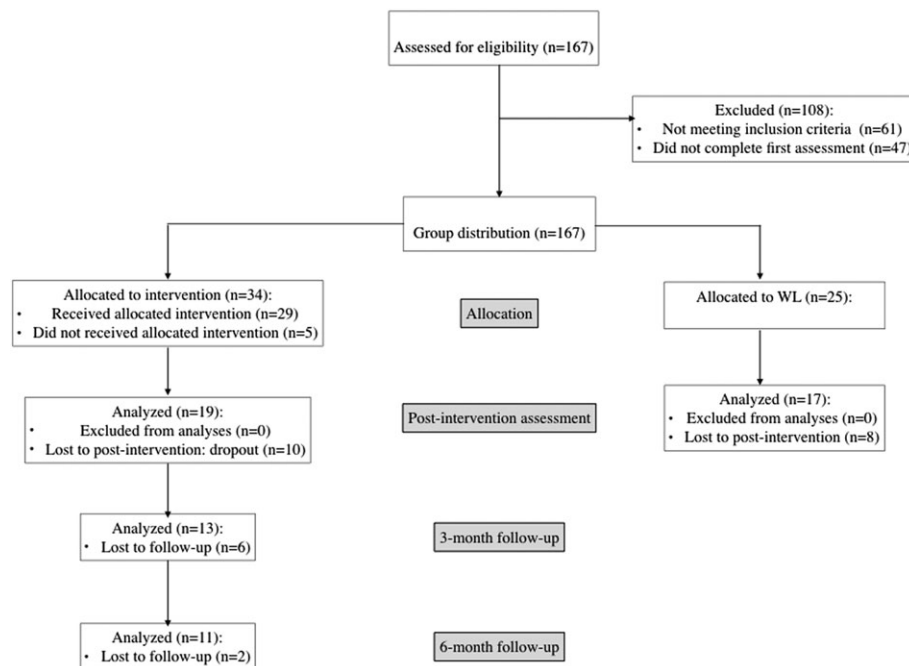 Assessed for eligibility (n=167)
Excluded (n=108):
• Not meeting inclusion criteria (n=61)
• Did not complete first assessment (n=47)
Group distribution (n=167)
Allocated to intervention (n=34):
• Received allocated intervention (n=29)
• Did not received allocated intervention (n=5)
Allocation
Allocated to WL (n=25):
Analyzed (n=19):
• Excluded from analyses (n=0)
• Lost to post-intervention: dropout (n=10)
Post-intervention assessment
Analyzed (n=17):
• Excluded from analyses (n=0)
• Lost to post-intervention (n=8)
Analyzed (n=13):
• Lost to follow-up (n=6)
3-month follow-up
Analyzed (n=11):
• Lost to follow-up (n=2)
6-month follow-up